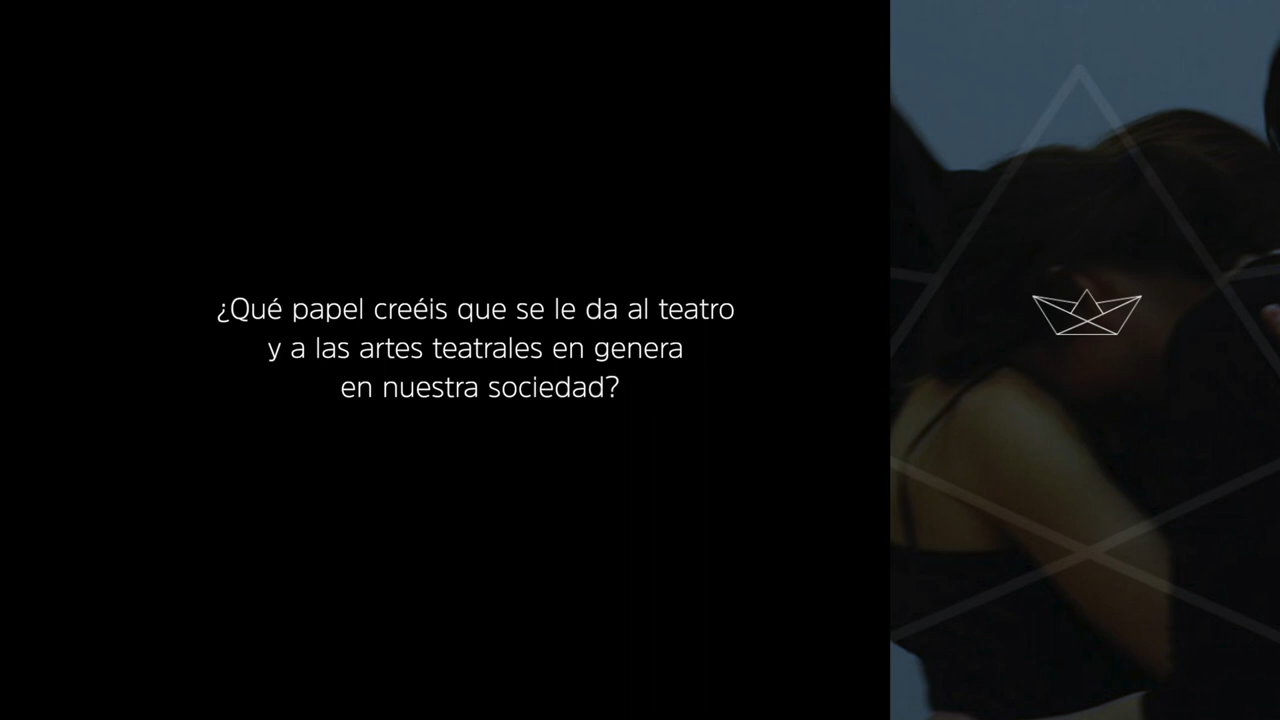 ¿Qué papel creéis que se le da al teatro
y a las artes teatrales en genera
en nuestra sociedad?